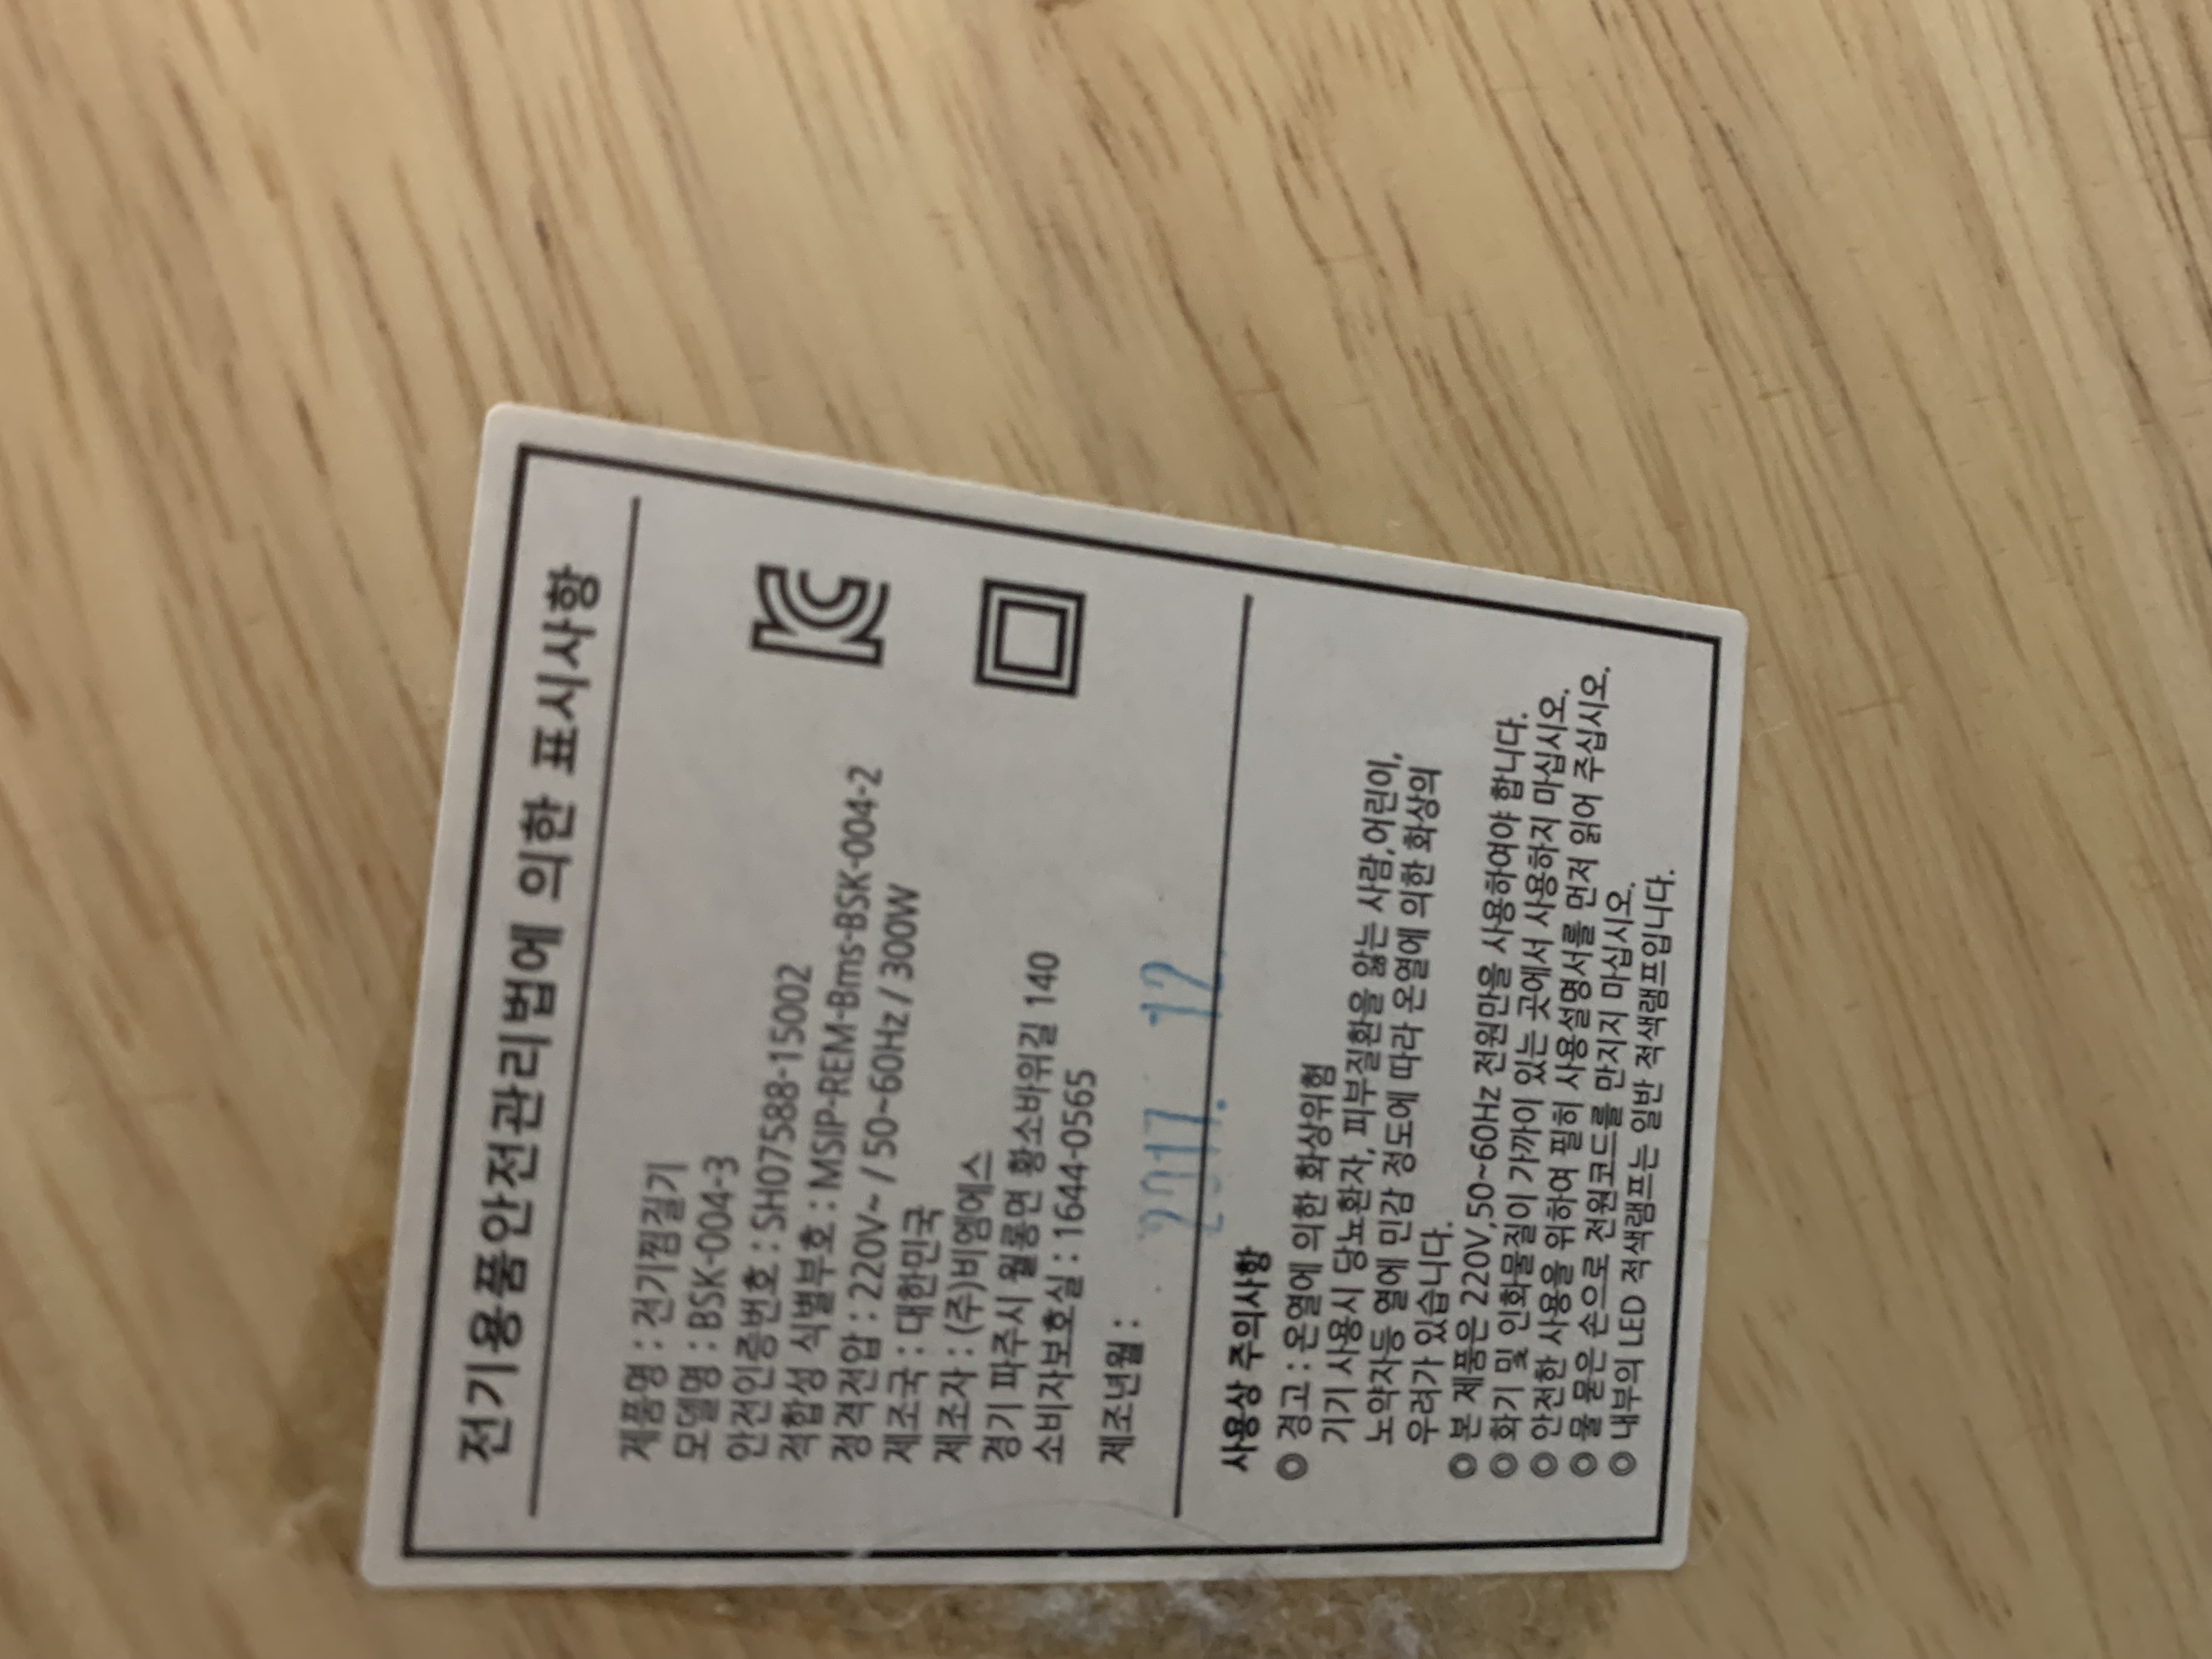 전기용품안전관리법에 의한 표시사항
제품명 : 전기찜질기
모델명 : BSK-004-3
안전인증번호 : SH07588-15002
적합성 식별부호 : MSIP-REM-Bms-BSK-004-2
정격전압 : 220V~ / 50~60Hz / 300W
제조국 : 대한민국
제조자 : (주)비엠에스
경기 파주시 월롱면 황소바위길 140
소비자보호실 : 1644-0565
제조년월 : 2017. 12.
사용상 주의사항
◎ 경고 : 온열에 의한 화상위험
기기 사용시 당뇨환자, 피부질환을 앓는 사람,어린이,
노약자등 열에 민감 정도에 따라 온열에 의한 화상의
우려가 있습니다.
◎ 본 제품은 220V,50~60Hz 전원만을 사용하여야 합니다.
◎ 화기 및 인화물질이 가까이 있는 곳에서 사용하지 마십시오.
◎ 안전한 사용을 위하여 필히 사용설명서를 먼저 읽어 주십시오.
◎ 물 묻은 손으로 전원코드를 만지지 마십시오.
◎ 내부의 LED 적색램프는 일반 적색램프입니다.